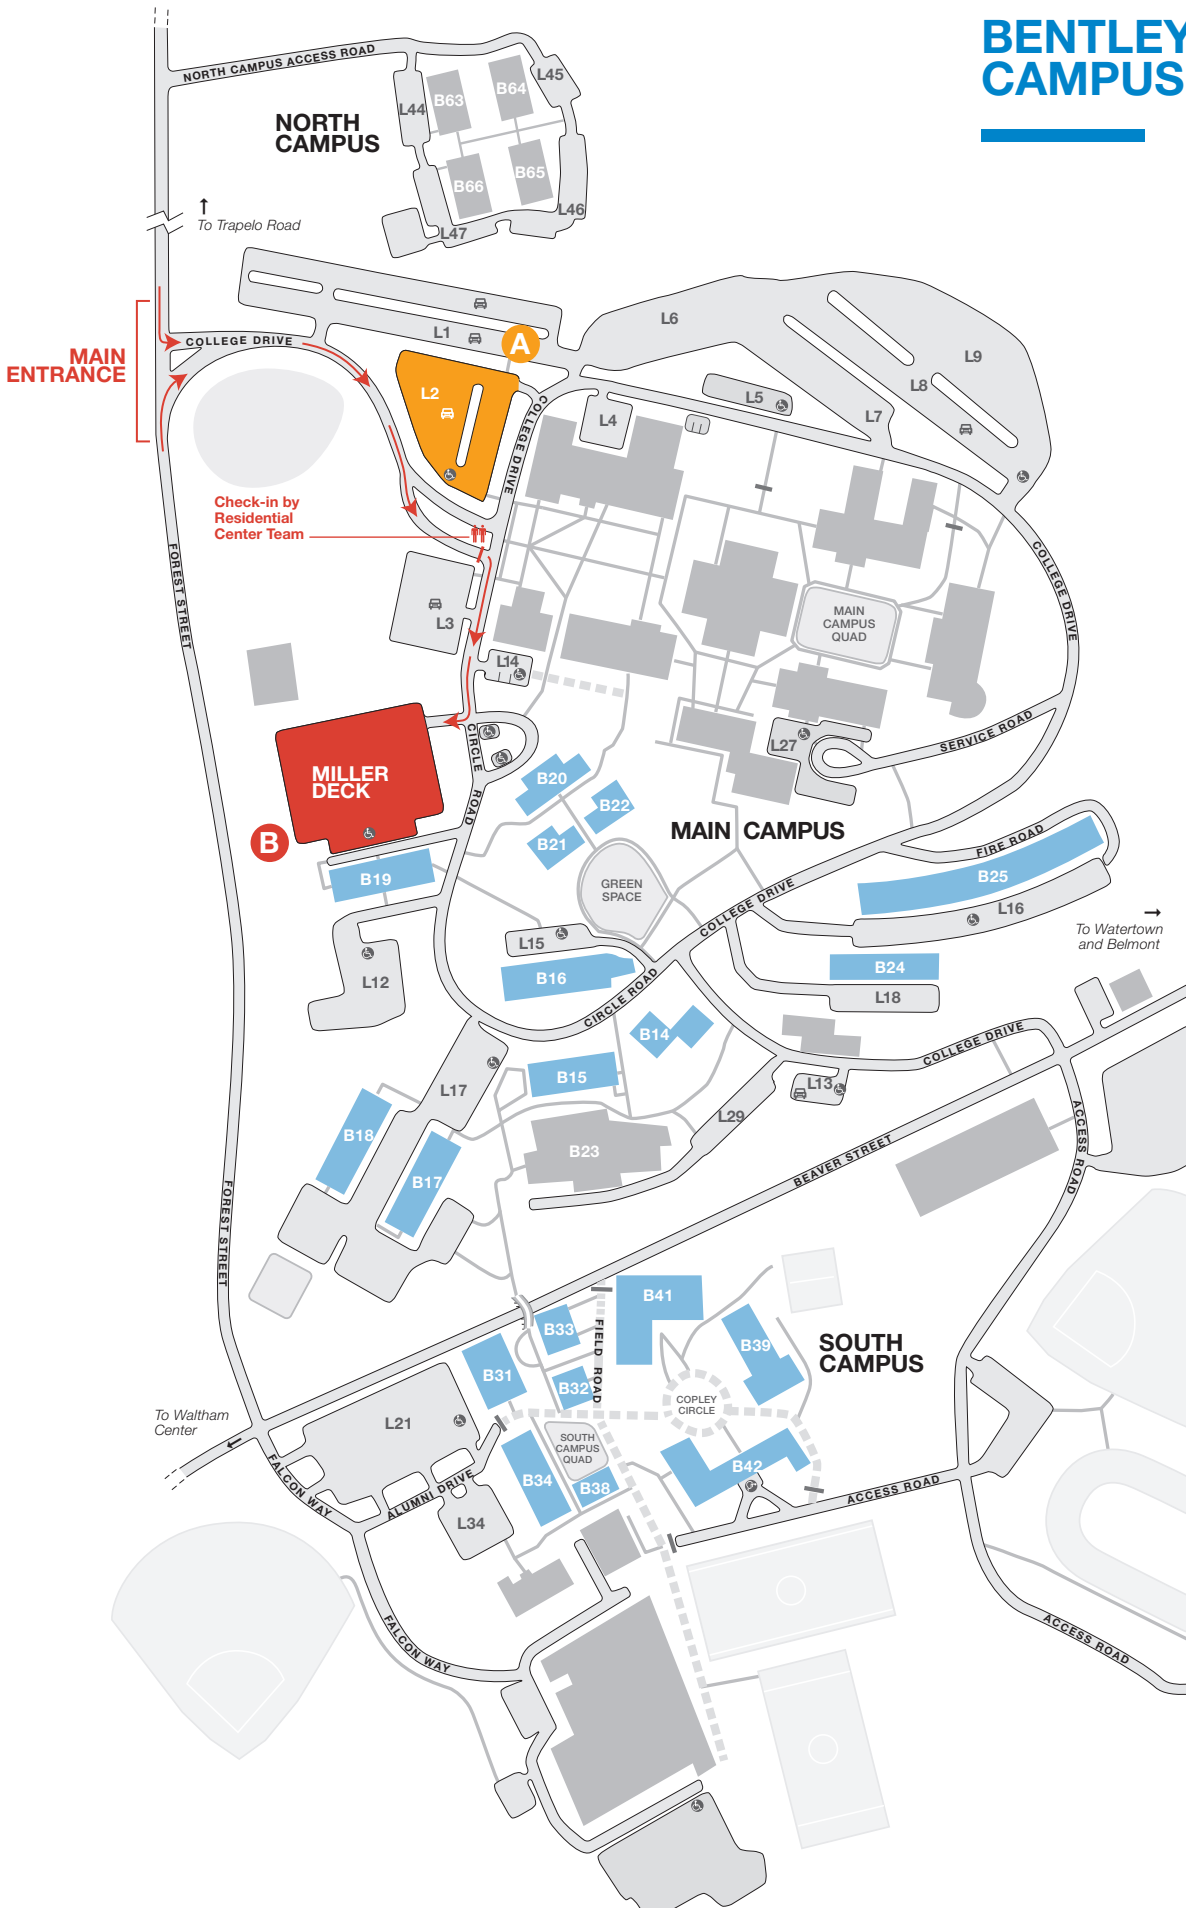 BENTLEY
CAMPUS
NORTH CAMPUS ACCESS ROAD
L45
B64
B63
L44
NORTH
CAMPUS
B65
B66
L46
To Trapelo Road
L47
L6
L1
COLLEGE DRIVE
A
MAIN
ENTRANCE
L9
L8
L2
L5
COLLEGE DRIVE
L4
L7
Check-in by
Residential
Center Team
FOREST STREET
COLLEGE DRIVE
L3
MAIN
CAMPUS
QUAD
L14
CIRCLE ROAD
SERVICE ROAD
L27
MILLER
DECK
B20
B22
B21
MAIN CAMPUS
B
FIRE ROAD
B19
B25
GREEN
SPACE
COLLEGE DRIVE
L16
To Watertown
and Belmont
L15
B16
B24
L12
L18
CIRCLE ROAD
B14
COLLEGE DRIVE
B15
L17
L13
L29
ACCESS ROAD
B18
B23
BEAVER STREET
B17
FOREST STREET
B41
B33
FIELD ROAD
B39
SOUTH
CAMPUS
B31
B32
COPLEY
CIRCLE
To Waltham
Center
L21
SOUTH
CAMPUS
QUAD
B42
B34
B38
FALCON WAY
ALUMNI DRIVE
ACCESS ROAD
L34
FALCON WAY
ACCESS ROAD